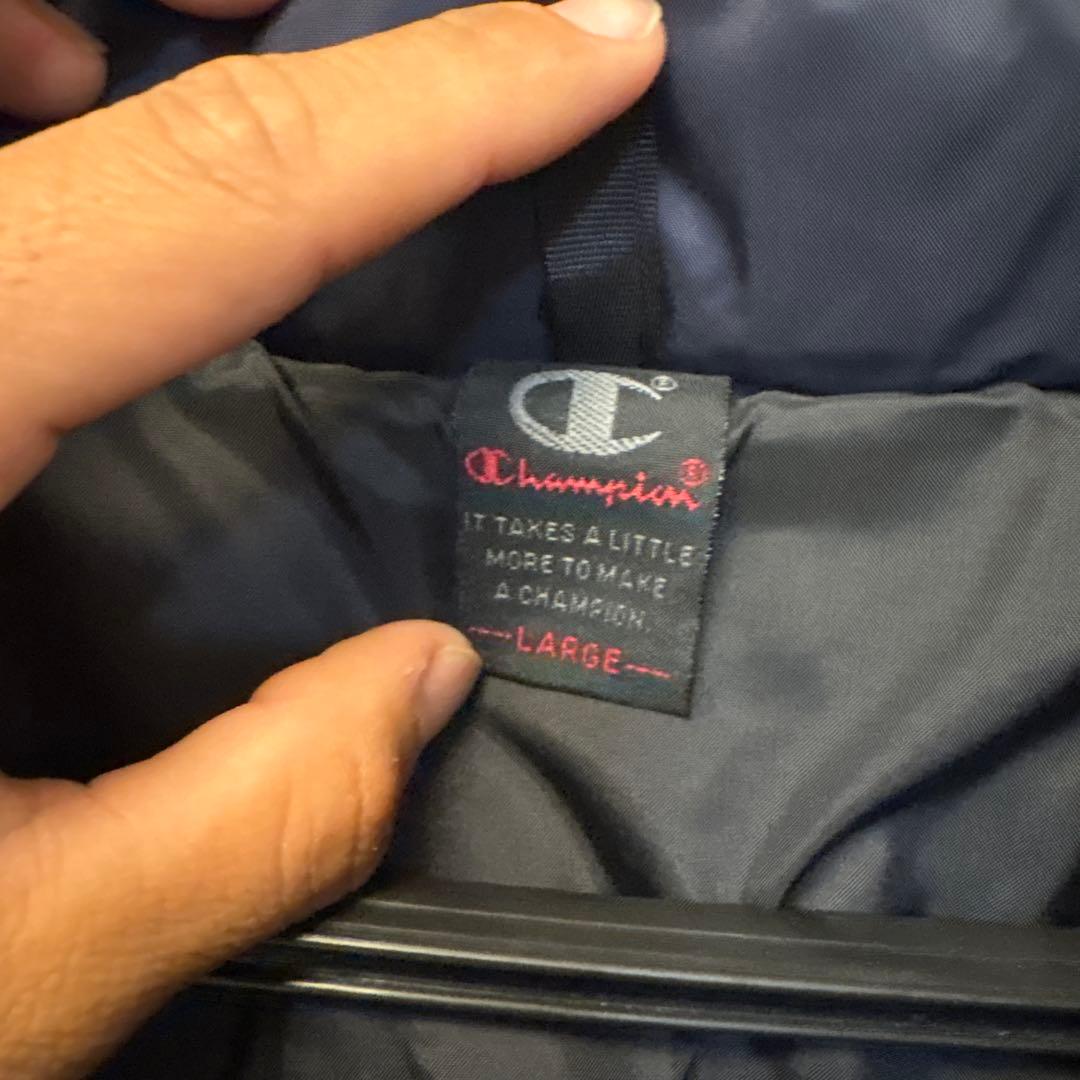 C®
Champion®
IT TAKES A LITTLE
MORE TO MAKE
A CHAMPION.
LARGE